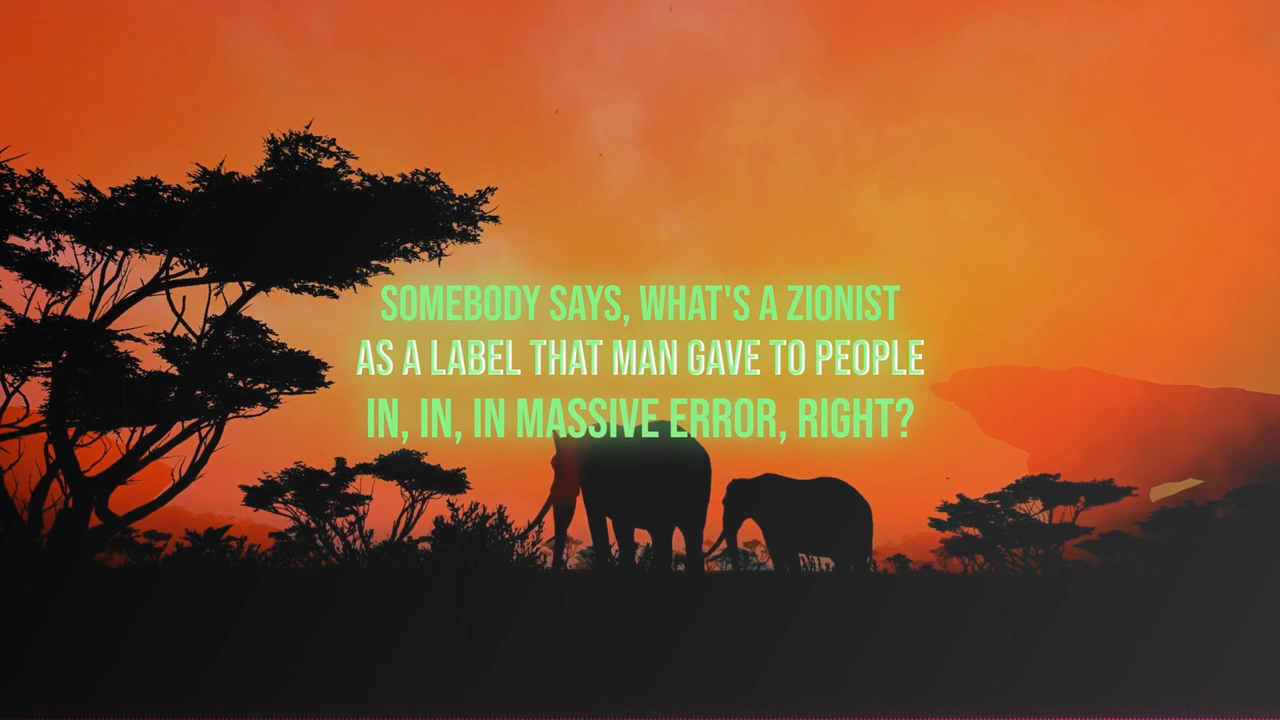 SOMEBODY SAYS, WHAT'S A ZIONIST
AS A LABEL THAT MAN GAVE TO PEOPLE
IN, IN, IN MASSIVE ERROR, RIGHT?